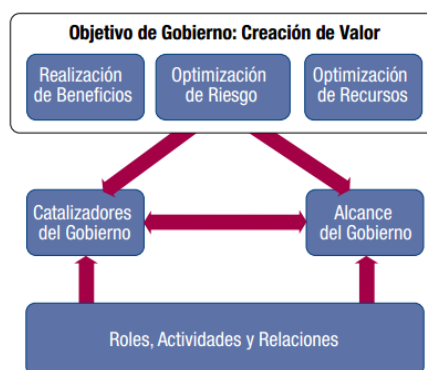 Objetivo de Gobierno: Creación de Valor
Realización
de Beneficios
Optimización
de Riesgo
Optimización
de Recursos
Catalizadores
del Gobierno
Alcance
del Gobierno
Roles, Actividades y Relaciones